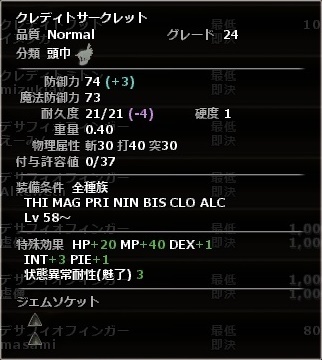 クレディトサークレット
品質 Normal グレード 24
分類 頭巾
防御力 74 (+3)
魔法防御力 73
耐久度 21/21 (-4) 硬度 1
重量 0.40
物理属性 斬30 打40 突30
付与許容値 0/37
装備条件 全種族
THI MAG PRI NIN BIS CLO ALC
Lv 58～
特殊効果 HP+20 MP+40 DEX+1
INT+3 PIE+1
状態異常耐性(魅了) 3
ジェムソケット